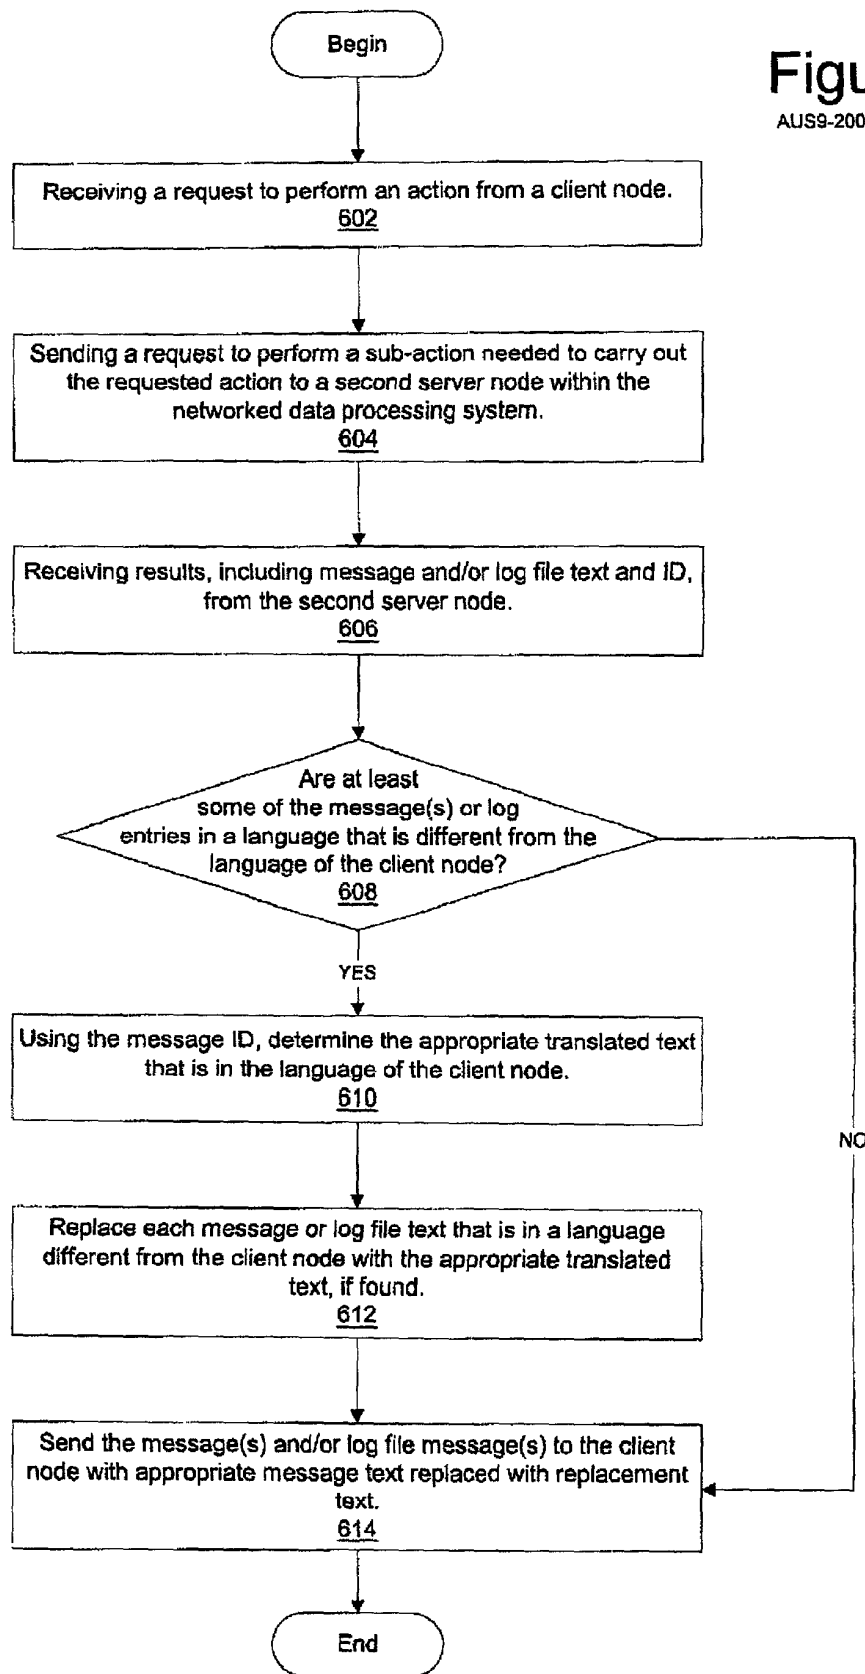 Begin
Figu
AUS9-200
Receiving a request to perform an action from a client node.
602
Sending a request to perform a sub-action needed to carry out
the requested action to a second server node within the
networked data processing system.
604
Receiving results, including message and/or log file text and ID,
from the second server node.
606
Are at least
some of the message(s) or log
entries in a language that is different from the
language of the client node?
608
YES
Using the message ID, determine the appropriate translated text
that is in the language of the client node.
610
NO
Replace each message or log file text that is in a language
different from the client node with the appropriate translated
text, if found.
612
Send the message(s) and/or log file message(s) to the client
node with appropriate message text replaced with replacement
text.
614
End